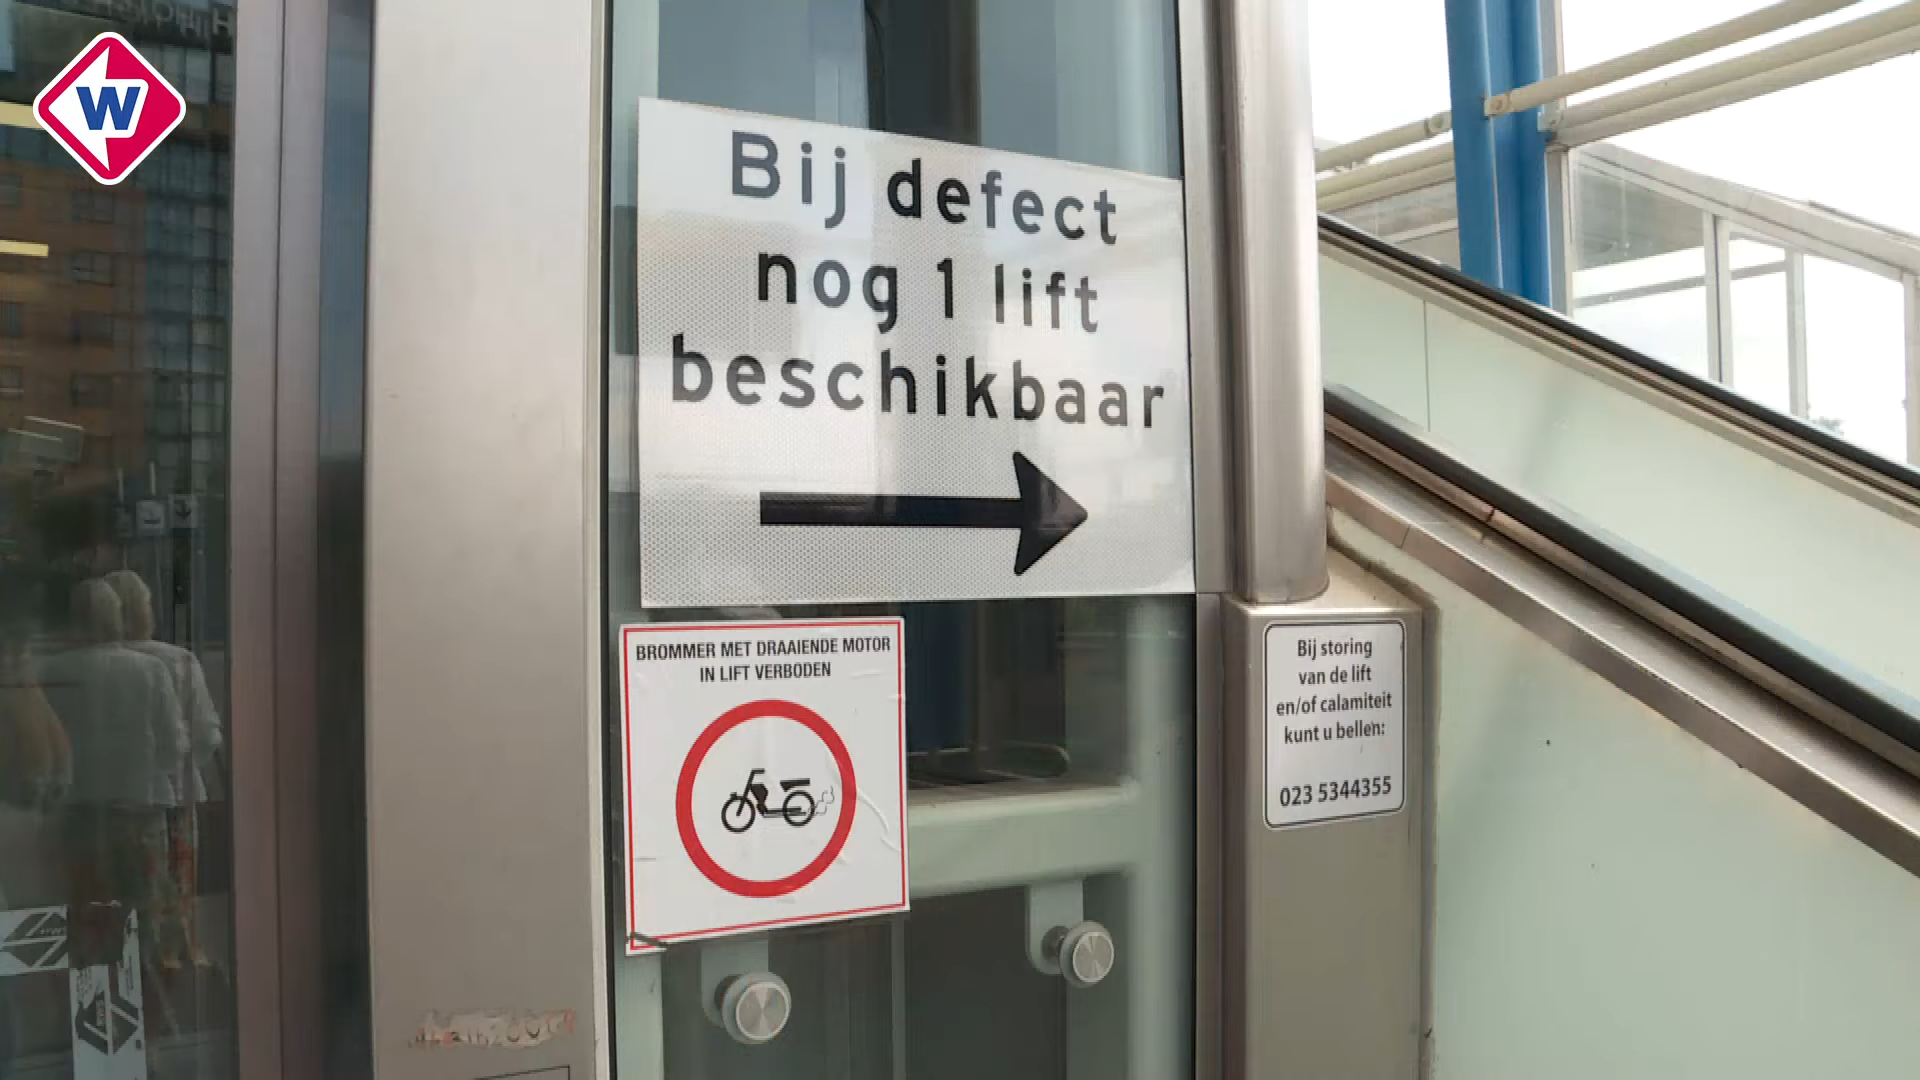 W
Bij defect
nog 1 lift
beschikbaar
BROMMER MET DRAAIENDE MOTOR
IN LIFT VERBODEN
Bij storing
van de lift
en/of calamiteit
kunt u bellen:
023 5344355